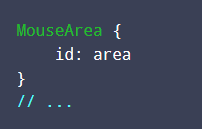 MouseArea {
    id: area
}
// ...